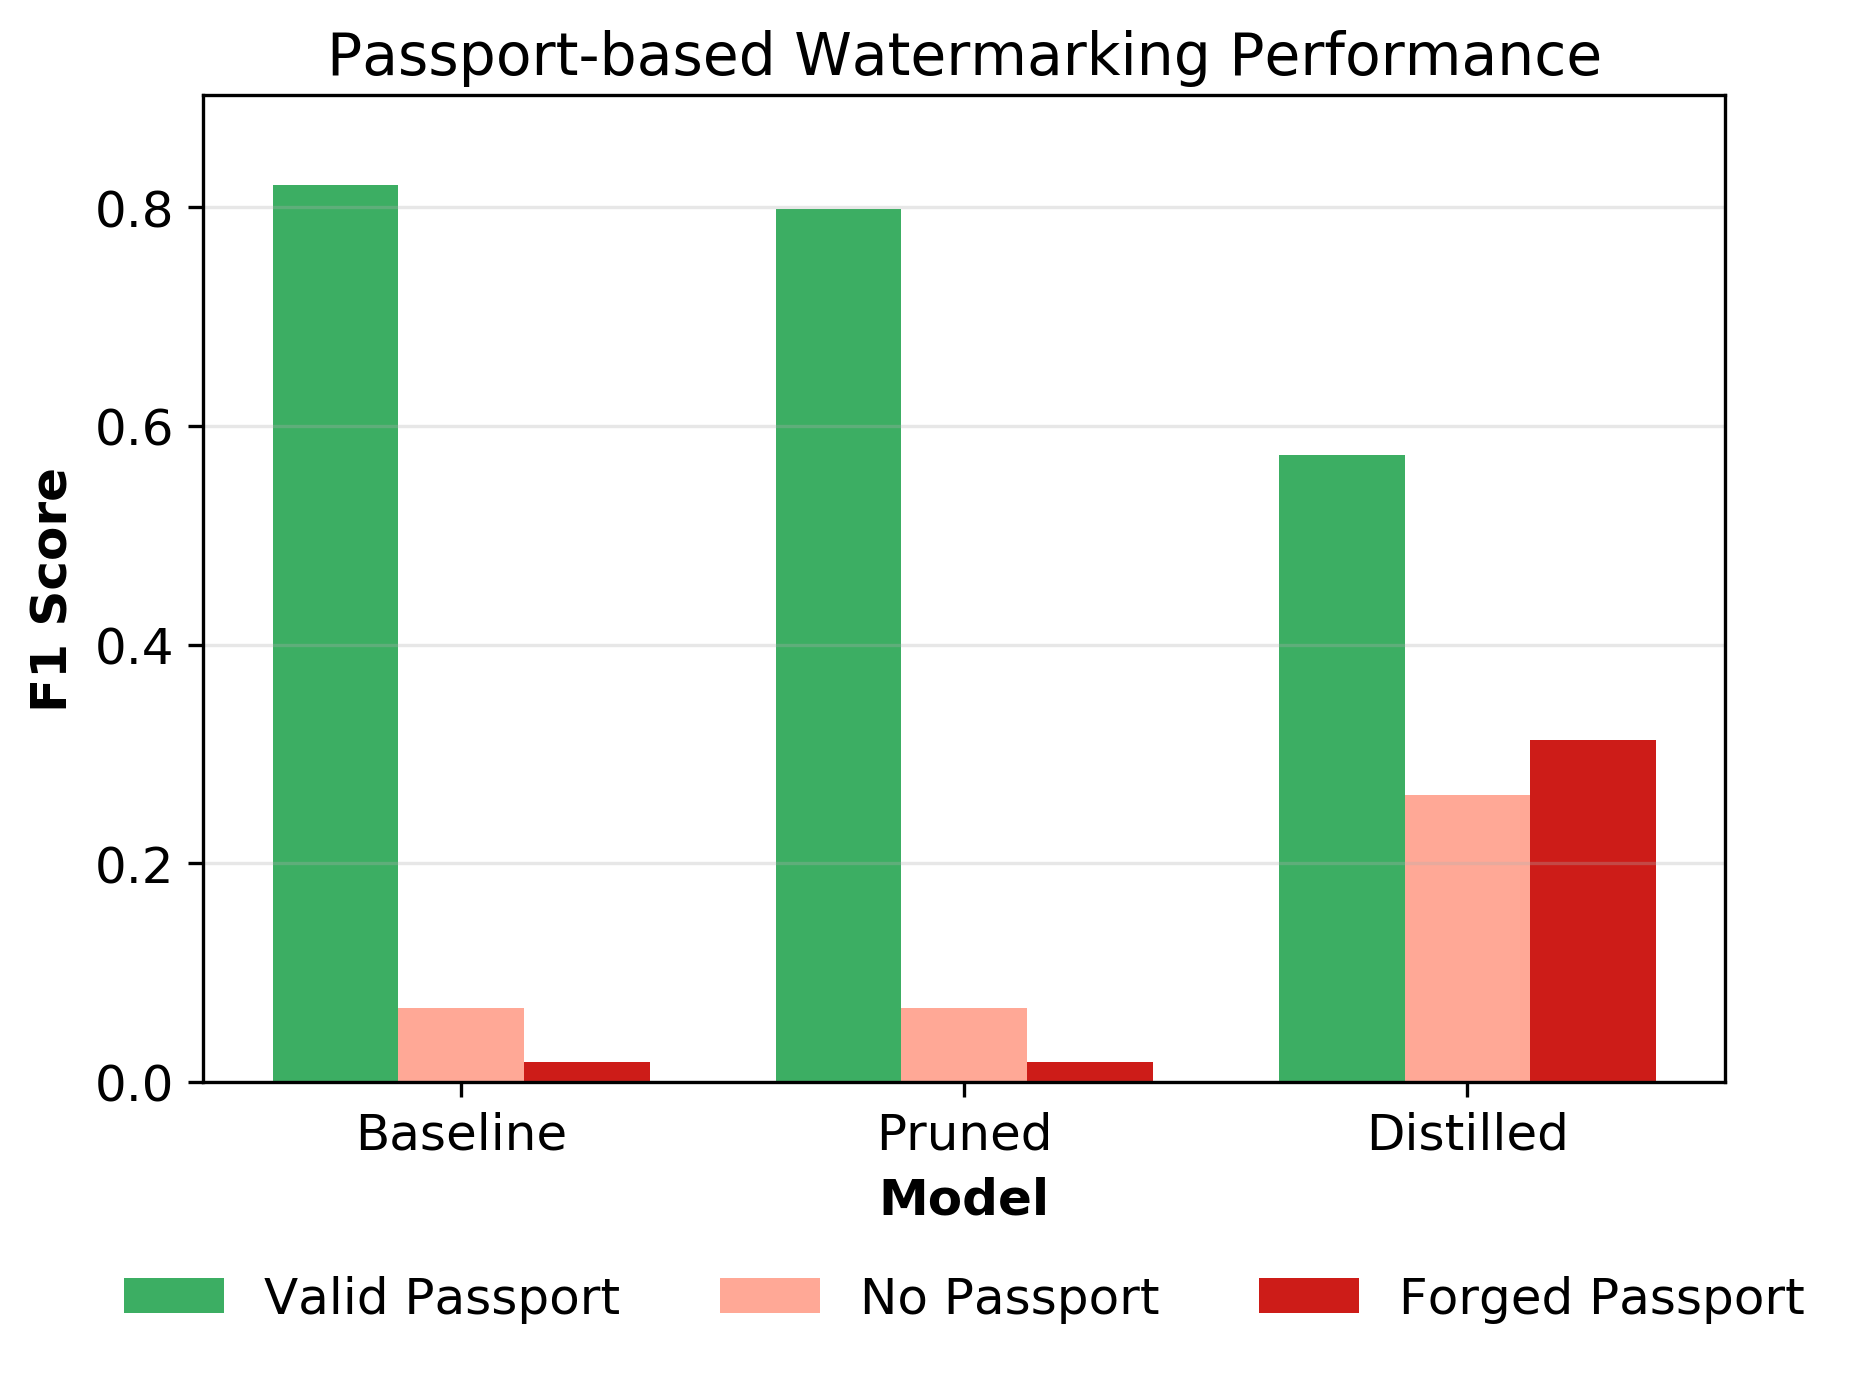 Passport-based Watermarking Performance
F1 Score
0.8
0.6
0.4
0.2
0.0
Baseline Pruned Distilled
Model
Valid Passport No Passport Forged Passport